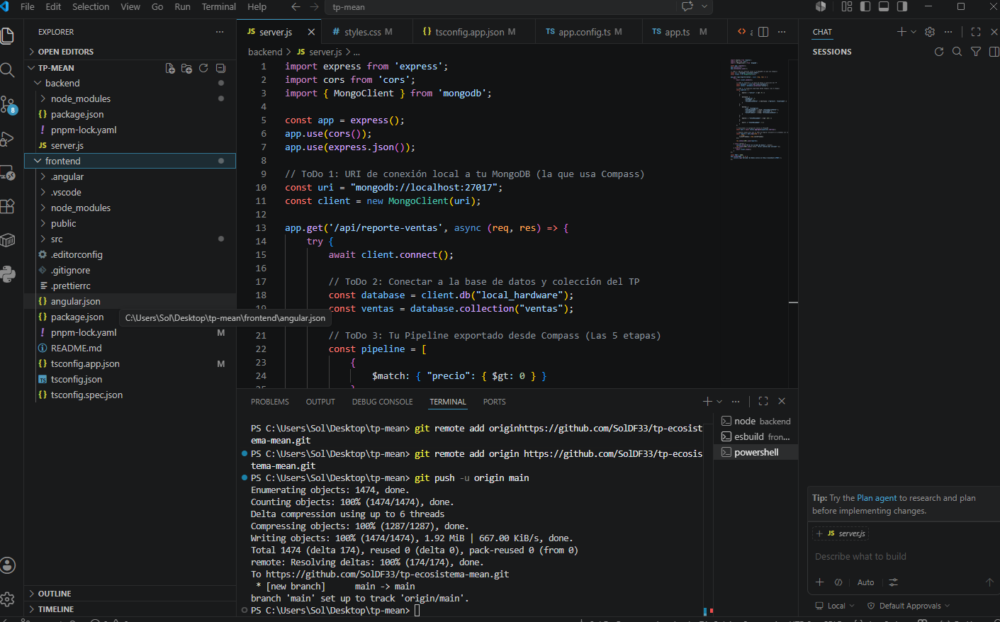 File Edit Selection View Go Run Terminal Help
tp-mean
EXPLORER
OPEN EDITORS
TP-MEAN
backend
node_modules
package.json
pnpm-lock.yaml
server.js
frontend
.angular
.vscode
node_modules
public
src
.editorconfig
.gitignore
.prettierrc
angular.json
package.json
pnpm-lock.yaml M
README.md
tsconfig.app.json M
tsconfig.json
tsconfig.spec.json
OUTLINE
TIMELINE
8
C:\Users\Sol\Desktop\tp-mean\frontend\angular.json
JS server.js # styles.css M {} tsconfig.app.json M TS app.config.ts M TS app.ts M
backend > JS server.js > ...
1 import express from 'express';
2 import cors from 'cors';
3 import { MongoClient } from 'mongodb';
4
5 const app = express();
6 app.use(cors());
7 app.use(express.json());
8
9 // ToDo 1: URI de conexión local a tu MongoDB (la que usa Compass)
10 const uri = "mongodb://localhost:27017";
11 const client = new MongoClient(uri);
12
13 app.get('/api/reporte-ventas', async (req, res) => {
14 try {
15 await client.connect();
16
17 // ToDo 2: Conectar a la base de datos y colección del TP
18 const database = client.db("local_hardware");
19 const ventas = database.collection("ventas");
21 // ToDo 3: Tu Pipeline exportado desde Compass (Las 5 etapas)
22 const pipeline = [
23 {
24 $match: { "precio": { $gt: 0 } }
25 }
PROBLEMS OUTPUT DEBUG CONSOLE TERMINAL PORTS
PS C:\Users\Sol\Desktop\tp-mean> git remote add originhttps://github.com/SolDF33/tp-ecosist
ema-mean.git
PS C:\Users\Sol\Desktop\tp-mean> git remote add origin https://github.com/SolDF33/tp-ecosis
tema-mean.git
PS C:\Users\Sol\Desktop\tp-mean> git push -u origin main
Enumerating objects: 1474, done.
Counting objects: 100% (1474/1474), done.
Delta compression using up to 6 threads
Compressing objects: 100% (1287/1287), done.
Writing objects: 100% (1474/1474), 1.92 MiB | 667.00 KiB/s, done.
Total 1474 (delta 174), reused 0 (delta 0), pack-reused 0 (from 0)
remote: Resolving deltas: 100% (174/174), done.
To https://github.com/SolDF33/tp-ecosistema-mean.git
* [new branch] main -> main
branch 'main' set up to track 'origin/main'.
PS C:\Users\Sol\Desktop\tp-mean>
node backend
esbuild fron...
powershell
CHAT
SESSIONS
Tip: Try the Plan agent to research and plan
before implementing changes.
JS server.js
Describe what to build
Auto
Local
Default Approvals